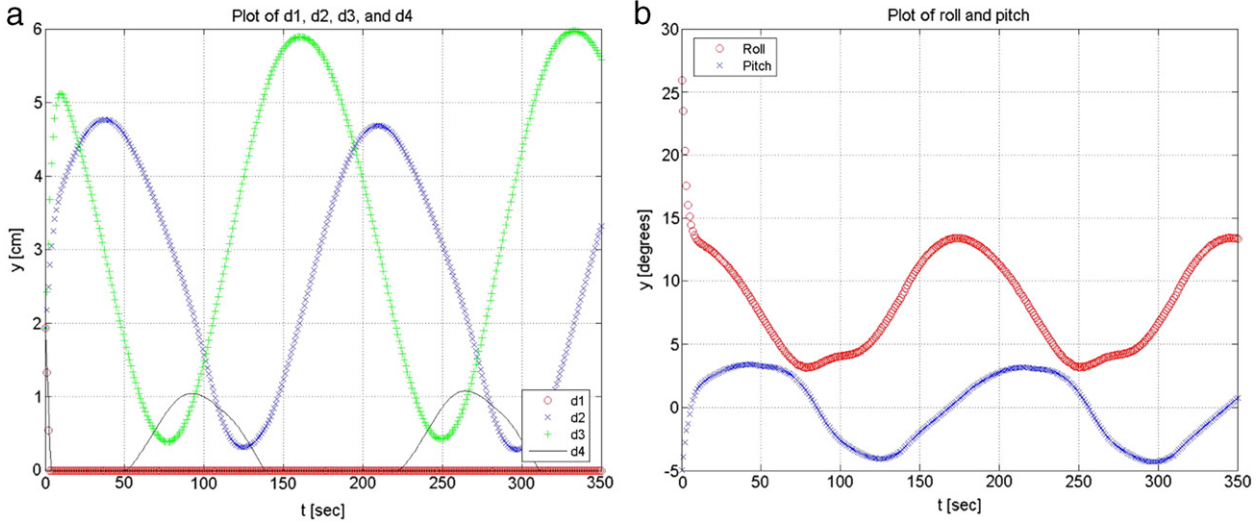 a
Plot of d1, d2, d3, and d4
6
5
4
3
2
1
0
y [cm]
0 50 100 150 200 250 300 350
t [sec]
d1
d2
d3
d4
b
Plot of roll and pitch
30
25
20
15
10
5
0
-5
y [degrees]
0 50 100 150 200 250 300 350
t [sec]
Roll
Pitch